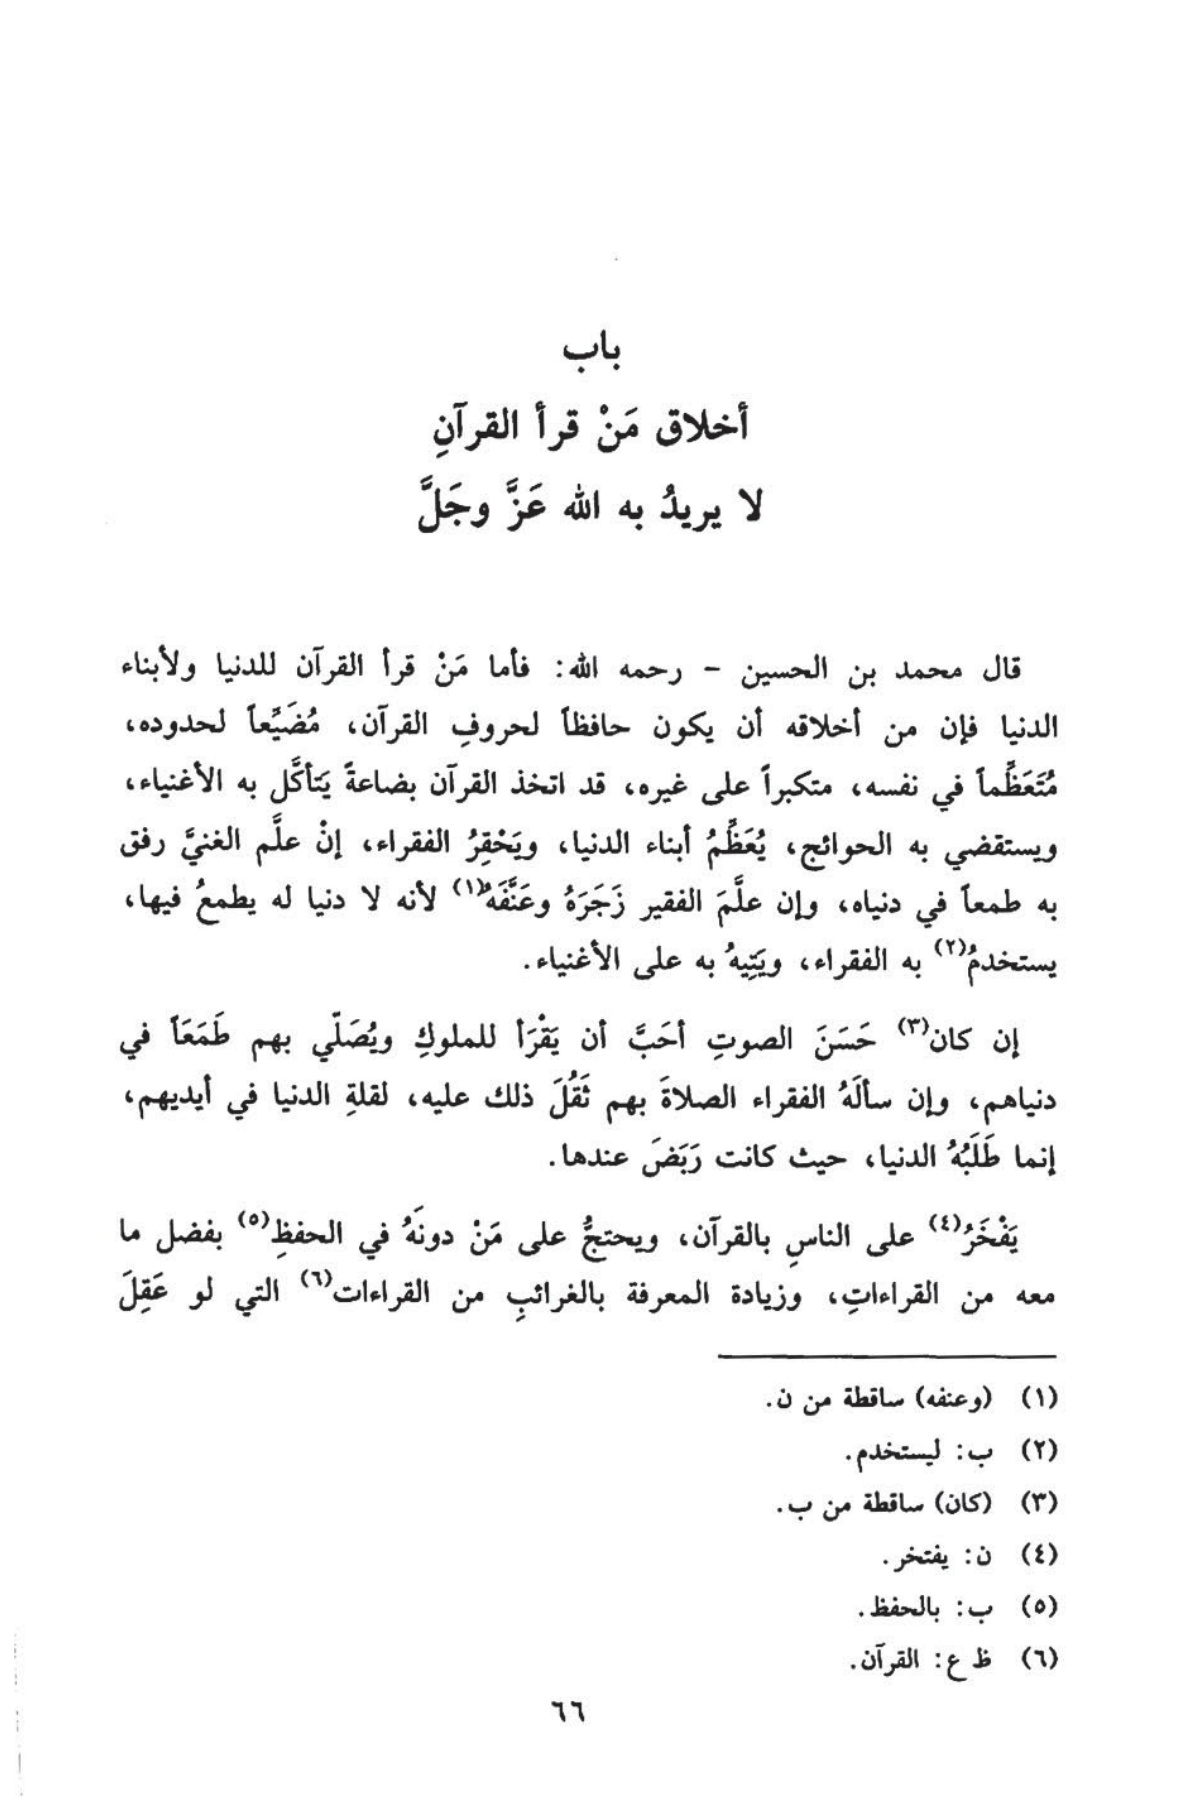 باب
أخلاق مَنْ قرأ القرآنِ
لا يريدُ به الله عَزَّ وجَلَّ
قال محمد بن الحسين - رحمه الله: فأما مَنْ قرأ القرآن للدنيا ولأبناء
الدنيا فإن من أخلاقه أن يكون حافظاً لحروفِ القرآن، مُضَيِّعاً لحدوده،
مُتَعَظِّماً في نفسه، متكبراً على غيره، قد اتخذ القرآن بضاعةً يَتَأكَّل به الأغنياء،
ويستقضي به الحوائج، يُعَظِّمُ أبناء الدنيا، ويَحْقِرُ الفقراء، إنْ علَّم الغنيَّ رفق
به طمعاً في دنياه، وإن علَّمَ الفقير زَجَرَهُ وعَنَّفَهُ(١) لأنه لا دنيا له يطمعُ فيها،
يستخدمُ(٢) به الفقراء، ويَتِيهُ به على الأغنياء.
إن كان(٣) حَسَنَ الصوتِ أحَبَّ أن يَقْرَأ للملوكِ ويُصَلّي بهم طَمَعَاً في
دنياهم، وإن سألَهُ الفقراء الصلاةَ بهم ثَقُلَ ذلك عليه، لقلةِ الدنيا في أيديهم،
إنما طَلَبُهُ الدنيا، حيث كانت رَبَضَ عندها.
يَفْخَرُ(٤) على الناسِ بالقرآن، ويحتجُّ على مَنْ دونَهُ في الحفظِ(٥) بفضل ما
معه من القراءاتِ، وزيادة المعرفة بالغرائبِ من القراءات(٦) التي لو عَقِلَ
(١) (وعنفه) ساقطة من ن.
(٢) ب: ليستخدم.
(٣) (كان) ساقطة من ب.
(٤) ن: يفتخر.
(٥) ب: بالحفظ.
(٦) ظ ع: القرآن.
٦٦